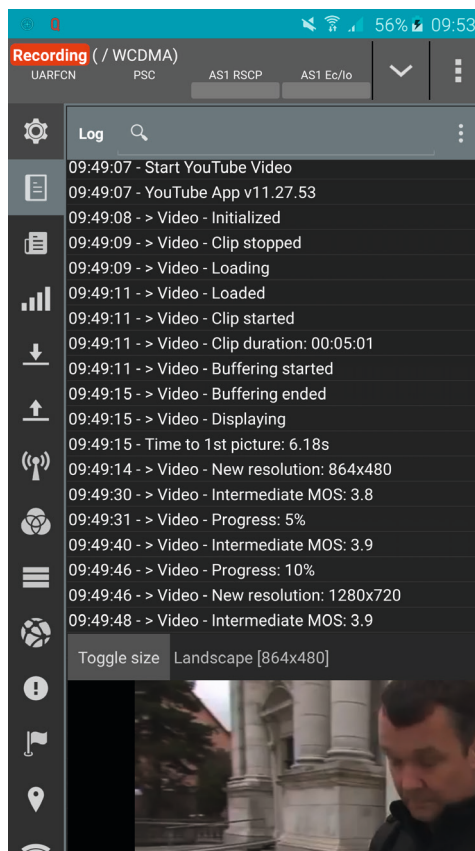 Q 56% 09:53
Recording ( / WCDMA)
UARFCN PSC AS1 RSCP AS1 Ec/Io
Log
09:49:07 - Start YouTube Video
09:49:07 - YouTube App v11.27.53
09:49:08 - > Video - Initialized
09:49:09 - > Video - Clip stopped
09:49:09 - > Video - Loading
09:49:11 - > Video - Loaded
09:49:11 - > Video - Clip started
09:49:11 - > Video - Clip duration: 00:05:01
09:49:11 - > Video - Buffering started
09:49:15 - > Video - Buffering ended
09:49:15 - > Video - Displaying
09:49:15 - Time to 1st picture: 6.18s
09:49:14 - > Video - New resolution: 864x480
09:49:30 - > Video - Intermediate MOS: 3.8
09:49:31 - > Video - Progress: 5%
09:49:40 - > Video - Intermediate MOS: 3.9
09:49:46 - > Video - Progress: 10%
09:49:46 - > Video - New resolution: 1280x720
09:49:48 - > Video - Intermediate MOS: 3.9
Toggle size Landscape [864x480]